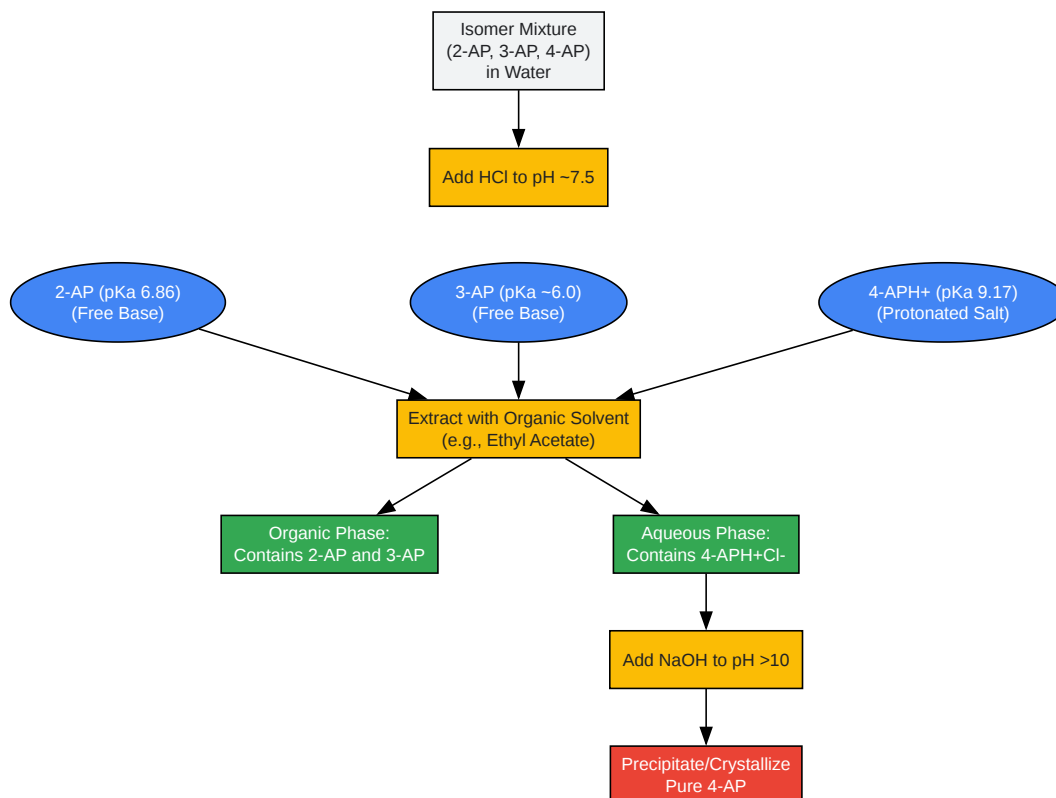 Isomer Mixture
(2-AP, 3-AP, 4-AP)
in Water
Add HCl to pH ~7.5
2-AP (pKa 6.86)
(Free Base)
3-AP (pKa ~6.0)
(Free Base)
4-APH+ (pKa 9.17)
(Protonated Salt)
Extract with Organic Solvent
(e.g., Ethyl Acetate)
Organic Phase:
Contains 2-AP and 3-AP
Aqueous Phase:
Contains 4-APH+Cl-
Add NaOH to pH >10
Precipitate/Crystallize
Pure 4-AP